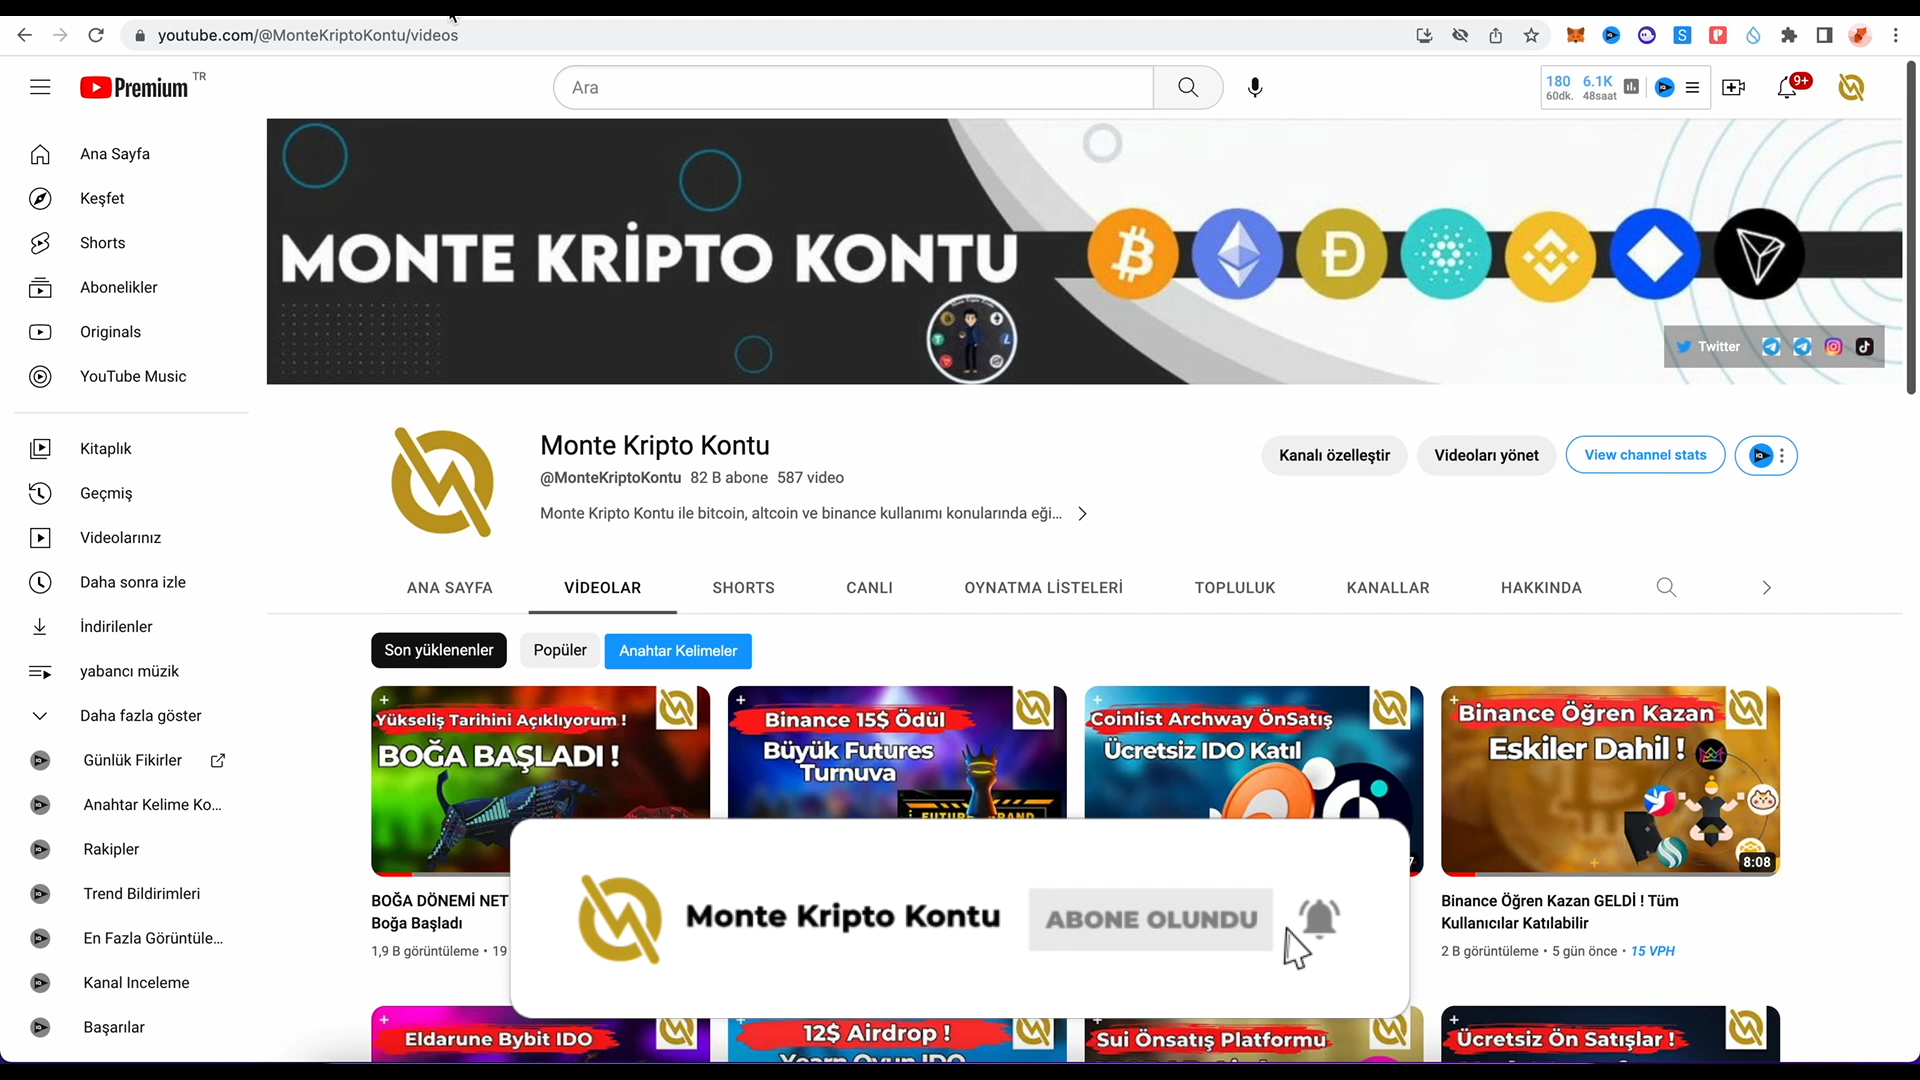 youtube.com/@MonteKriptoKontu/videos
Premium TR
Ara
180 6.1K
60dk. 48saat
9+
Ana Sayfa
Keşfet
Shorts
Abonelikler
Originals
YouTube Music
Kitaplık
Geçmiş
Videolarınız
Daha sonra izle
İndirilenler
yabancı müzik
Daha fazla göster
Günlük Fikirler
Anahtar Kelime Ko...
Rakipler
Trend Bildirimleri
En Fazla Görüntüle...
Kanal Inceleme
Başarılar
MONTE KRİPTO KONTU
Twitter
Monte Kripto Kontu
@MonteKriptoKontu 82 B abone 587 video
Monte Kripto Kontu ile bitcoin, altcoin ve binance kullanımı konularında eği...
Kanalı özelleştir
Videoları yönet
View channel stats
ANA SAYFA
VİDEOLAR
SHORTS
CANLI
OYNATMA LİSTELERİ
TOPLULUK
KANALLAR
HAKKINDA
Son yüklenenler
Popüler
Anahtar Kelimeler
Yükseliş Tarihini Açıklıyorum !
BOĞA BAŞLADI !
Binance 15$ Ödül
Büyük Futures
Turnuva
Coinlist Archway ÖnSatış
Ücretsiz IDO Katıl
Binance Öğren Kazan
Eskiler Dahil !
8:08
BOĞA DÖNEMİ NET
Boğa Başladı
1,9 B görüntüleme • 19
Binance Öğren Kazan GELDİ ! Tüm
Kullanıcılar Katılabilir
2 B görüntüleme • 5 gün önce • 15 VPH
Monte Kripto Kontu
ABONE OLUNDU
Eldarune Bybit IDO
12$ Airdrop !
Sui Önsatış Platformu
Ücretsiz Ön Satışlar !